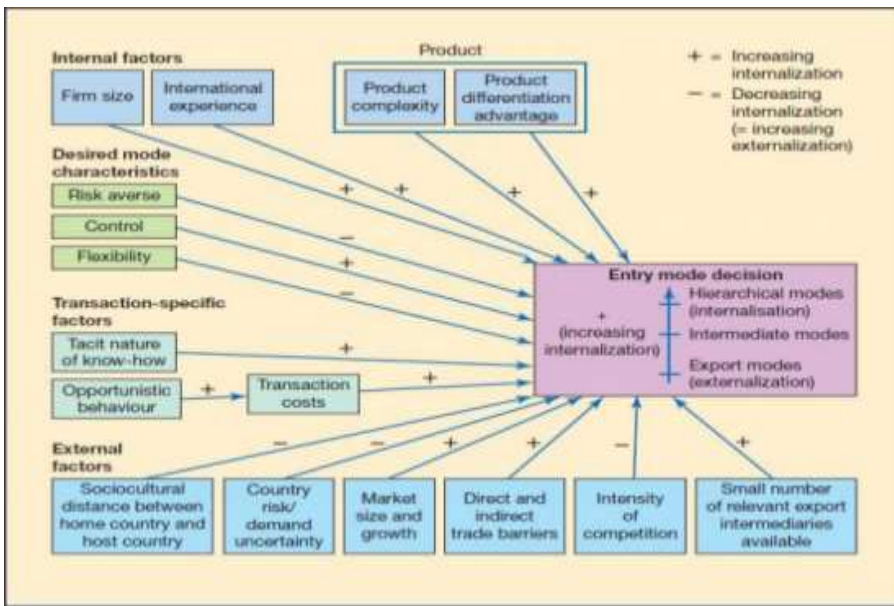 Product
Internal factors
Firm size
International
experience
Product
complexity
Product
differentiation
advantage
+ = Increasing
internalization
− = Decreasing
internalization
(= increasing
externalization)
Desired mode
characteristics
Risk averse
Control
Flexibility
+
+
+
+
−
+
−
Transaction-specific
factors
Tacit nature
of know-how
+
Opportunistic
behaviour
+
Transaction
costs
+
Entry mode decision
+
(increasing
internalization)
Hierarchical modes
(internalisation)
Intermediate modes
Export modes
(externalization)
External
factors
−
−
+
+
−
+
Sociocultural
distance between
home country and
host country
Country
risk/
demand
uncertainty
Market
size and
growth
Direct and
indirect
trade barriers
Intensity
of
competition
Small number
of relevant export
intermediaries
available